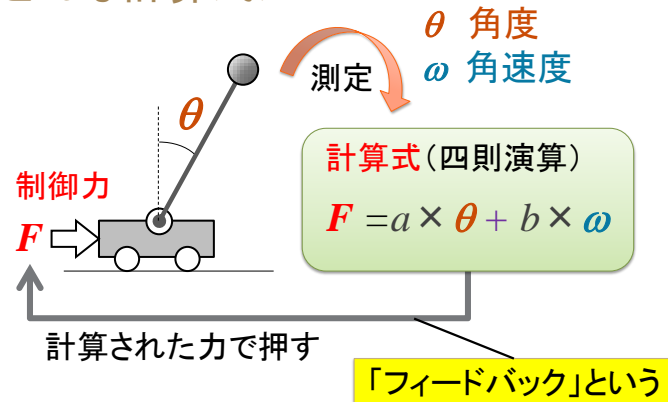 θ 角度
ω 角速度
測定
θ
制御力
F
計算式(四則演算)
F =a × θ + b × ω
計算された力で押す
「フィードバック」という